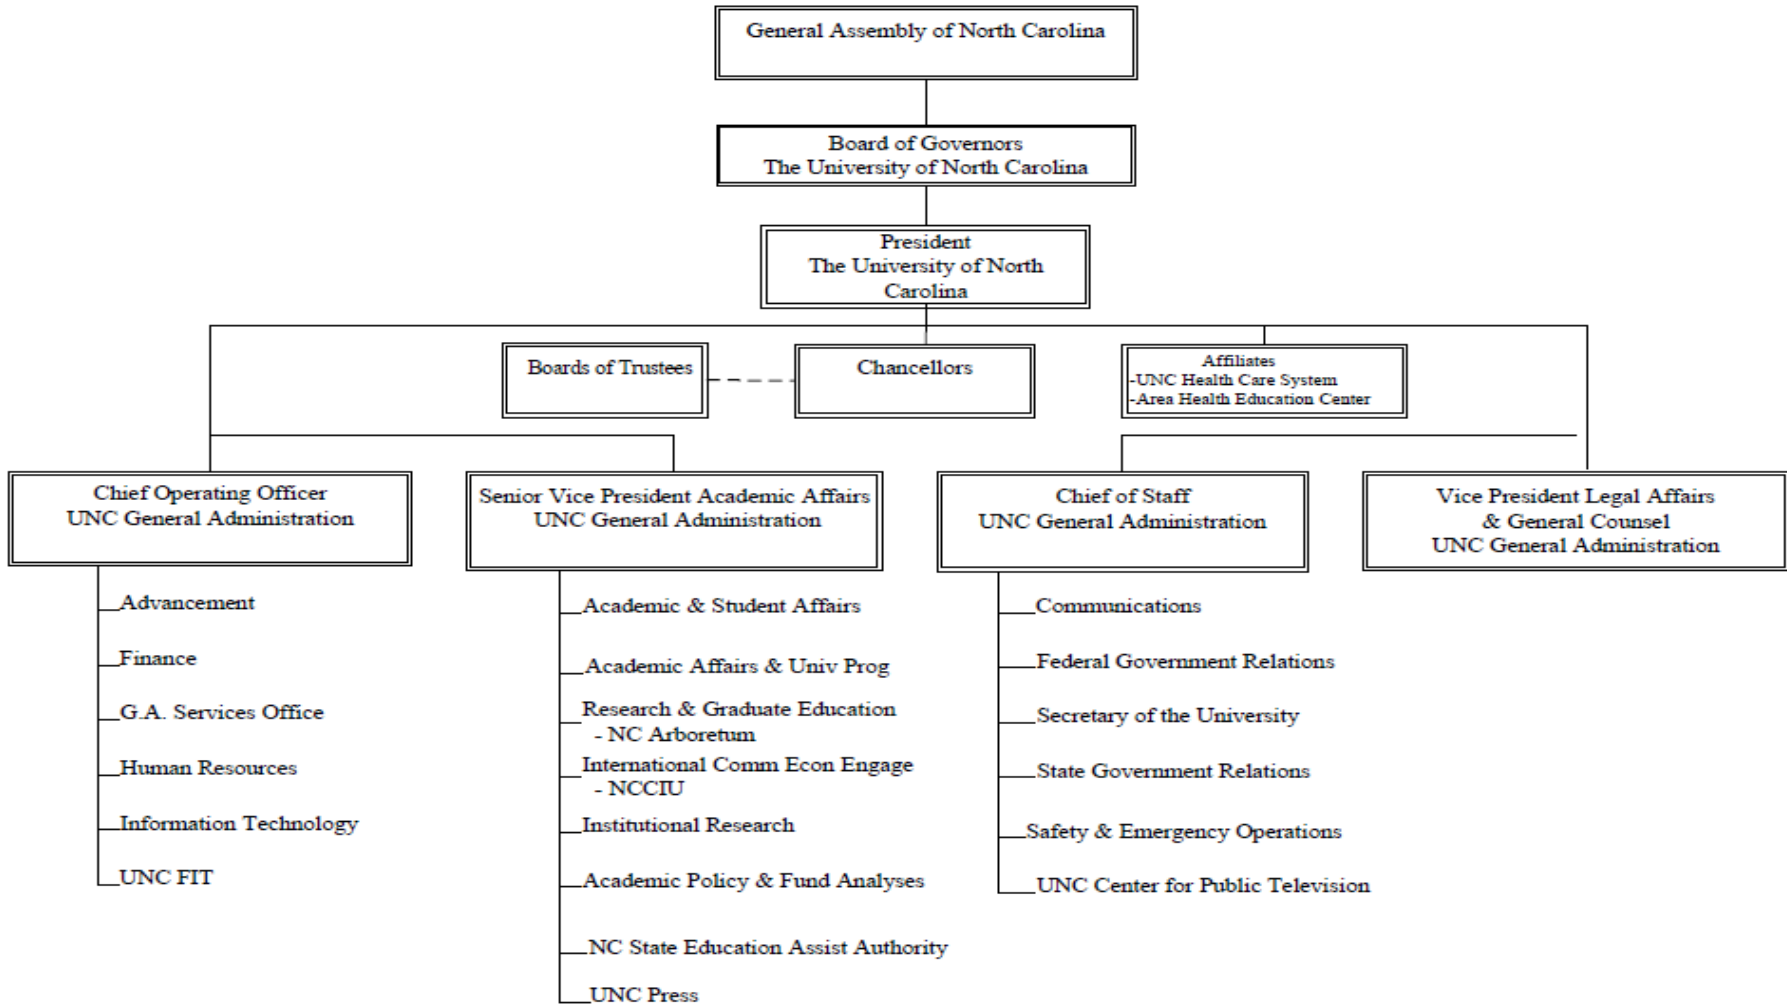 General Assembly of North Carolina
Board of Governors
The University of North Carolina
President
The University of North
Carolina
Boards of Trustees
Chancellors
Affiliates
-UNC Health Care System
-Area Health Education Center
Chief Operating Officer
UNC General Administration
Advancement
Finance
G.A. Services Office
Human Resources
Information Technology
UNC FIT
Senior Vice President Academic Affairs
UNC General Administration
Academic & Student Affairs
Academic Affairs & Univ Prog
Research & Graduate Education
- NC Arboretum
International Comm Econ Engage
- NCCIU
Institutional Research
Academic Policy & Fund Analyses
NC State Education Assist Authority
UNC Press
Chief of Staff
UNC General Administration
Communications
Federal Government Relations
Secretary of the University
State Government Relations
Safety & Emergency Operations
UNC Center for Public Television
Vice President Legal Affairs
& General Counsel
UNC General Administration